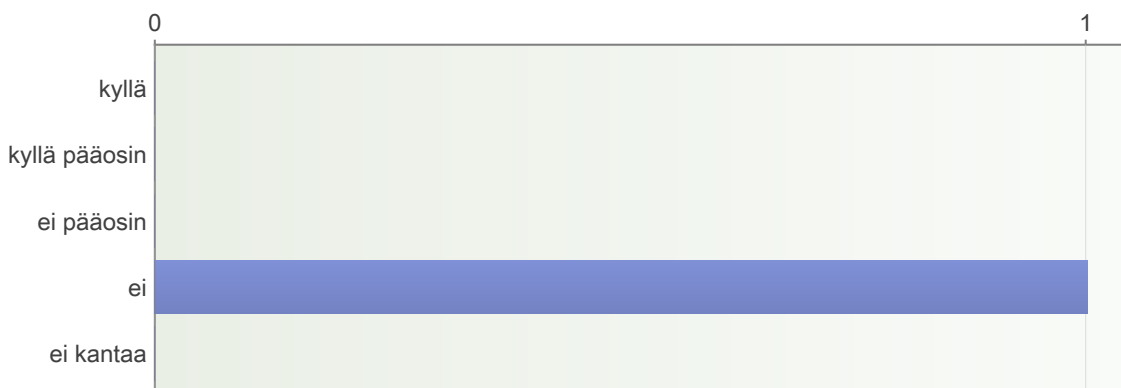 0 1
kyllä
kyllä pääosin
ei pääosin
ei
ei kantaa